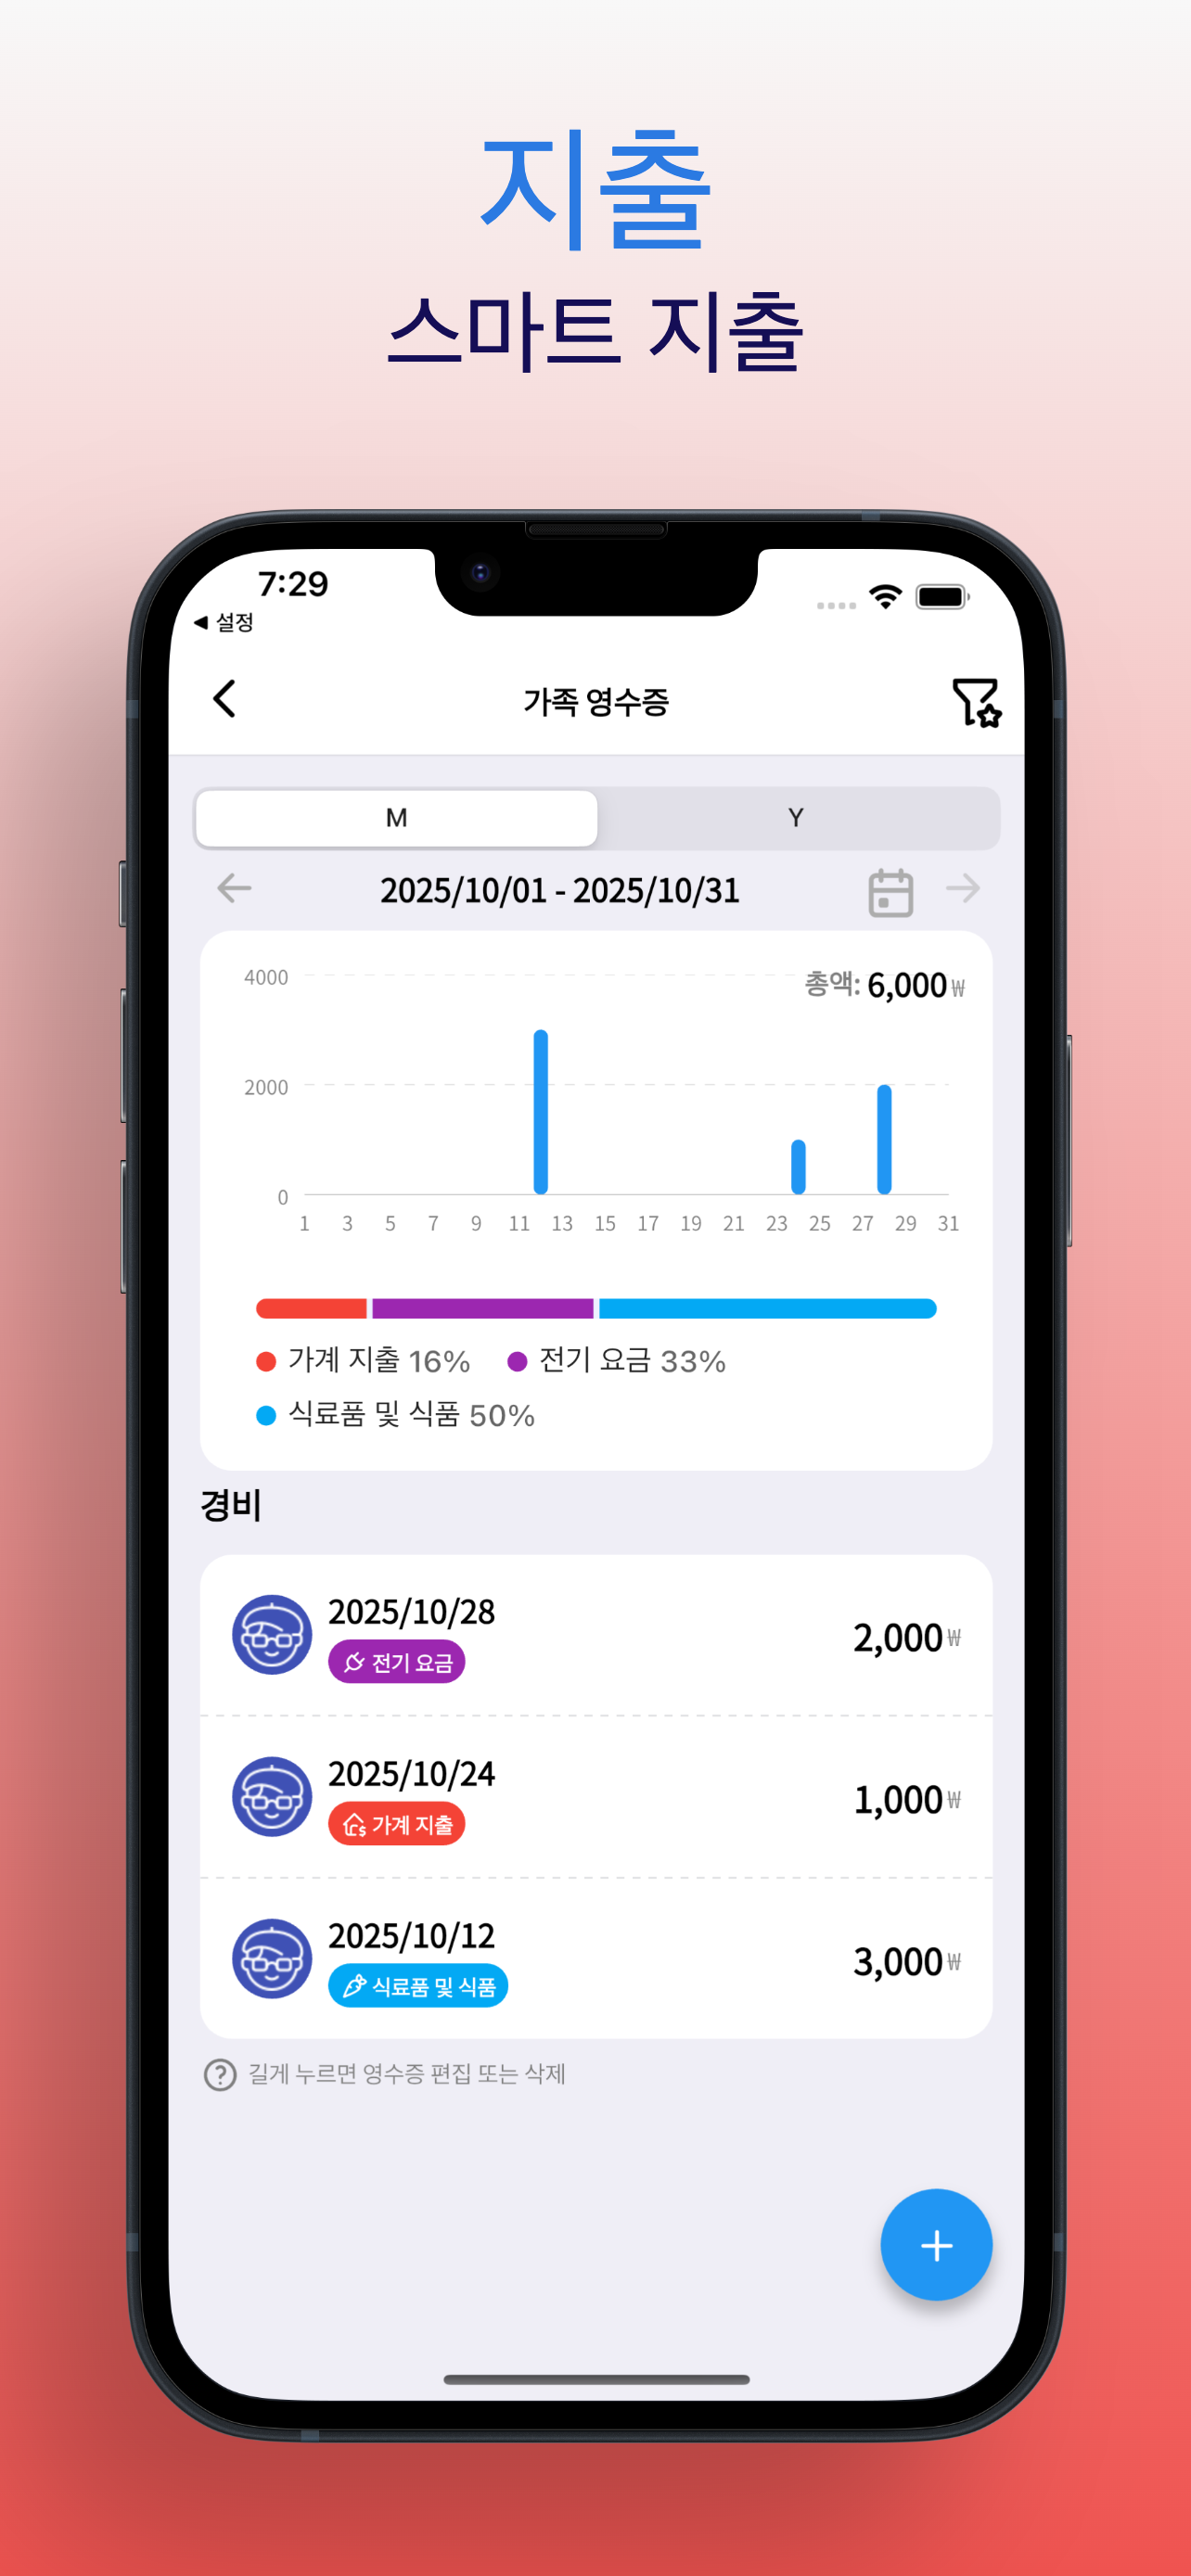 지출
스마트 지출
7:29
◀ 설정
가족 영수증
M Y
2025/10/01 - 2025/10/31
4000
총액: 6,000₩
2000
0
1 3 5 7 9 11 13 15 17 19 21 23 25 27 29 31
가계 지출 16% 전기 요금 33%
식료품 및 식품 50%
경비
2025/10/28
전기 요금
2,000₩
2025/10/24
가계 지출
1,000₩
2025/10/12
식료품 및 식품
3,000₩
길게 누르면 영수증 편집 또는 삭제